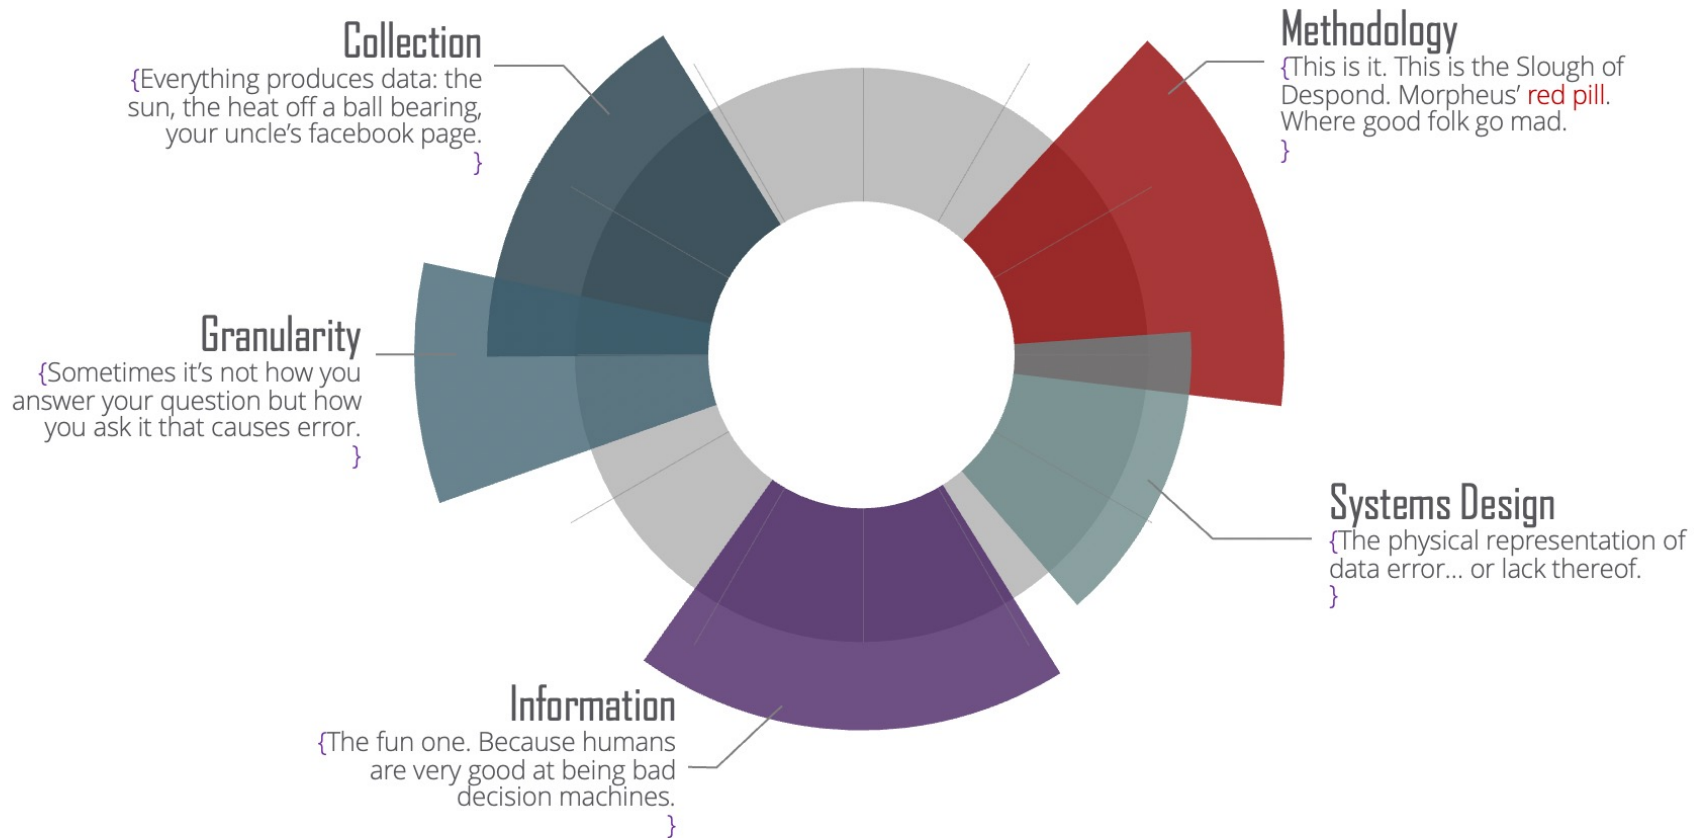 Collection
{Everything produces data: the
sun, the heat off a ball bearing,
your uncle's facebook page.
}
Methodology
{This is it. This is the Slough of
Despond. Morpheus' red pill.
Where good folk go mad.
}
Granularity
{Sometimes it's not how you
answer your question but how
you ask it that causes error.
}
Systems Design
{The physical representation of
data error... or lack thereof.
}
Information
{The fun one. Because humans
are very good at being bad
decision machines.
}